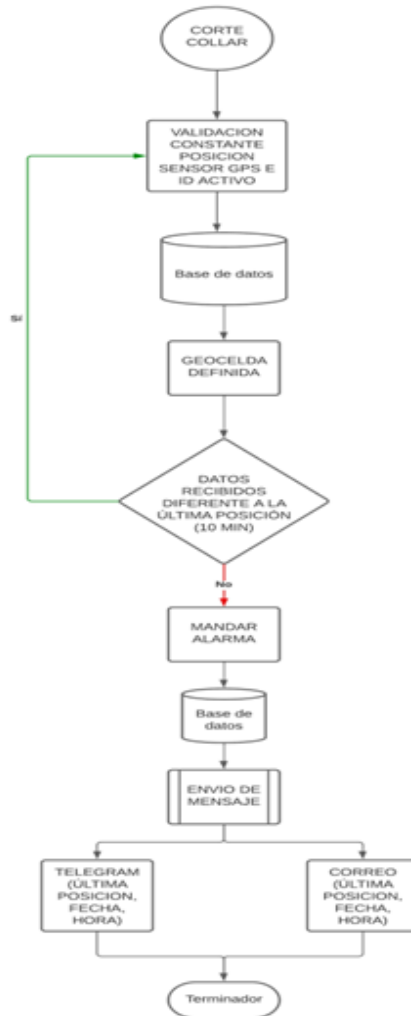 CORTE
COLLAR
VALIDACION
CONSTANTE
POSICION
SENSOR GPS E
ID ACTIVO
Base de datos
GEOCELDA
DEFINIDA
Sí
DATOS
RECIBIDOS
DIFERENTE A LA
ÚLTIMA POSICIÓN
(10 MIN)
No
MANDAR
ALARMA
Base de
datos
ENVIO DE
MENSAJE
TELEGRAM
(ÚLTIMA
POSICION,
FECHA,
HORA)
CORREO
(ÚLTIMA
POSICION,
FECHA,
HORA)
Terminador